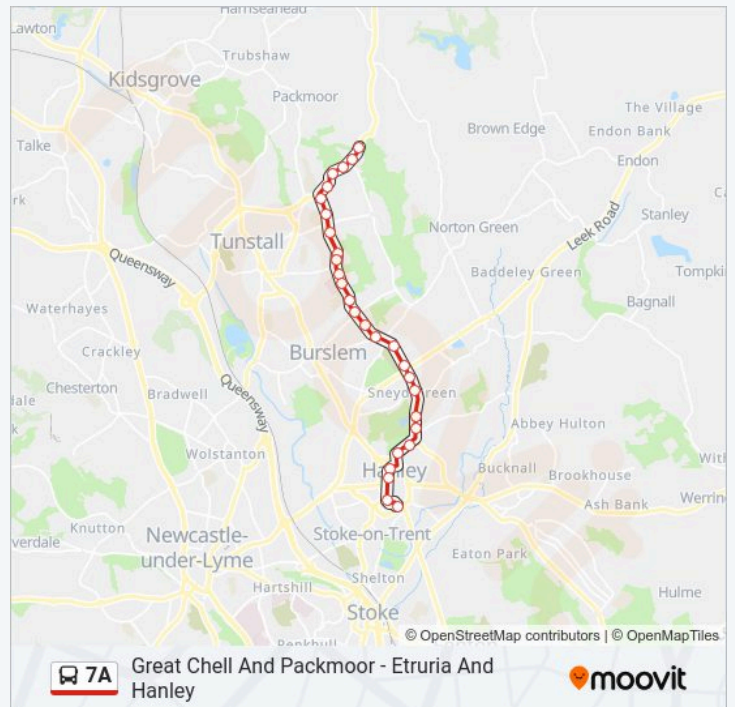 Harriseahead
Lawton
Trubshaw
Kidsgrove
Packmoor
The Village
Brown Edge
Endon Bank
Talke
Endon
rk
Stanley
Norton Green
Leek Road
Tunstall
Queensway
Baddeley Green
Tompki
Bagnall
Waterhayes
Burslem
Crackley
Queensway
Chesterton
Bradwell
Sneyd Green
dale
Abbey Hulton
Wolstanton
Hanley
Bucknall
Brookhouse
Werrin
Ash Bank
Knutton
verdale
Newcastle-
under-Lyme
Stoke-on-Trent
Eaton Park
Shelton
Hartshill
Hulme
Stoke
Penkhull
© OpenStreetMap contributors | © OpenMapTiles
7A
Great Chell And Packmoor - Etruria And
Hanley
moovit